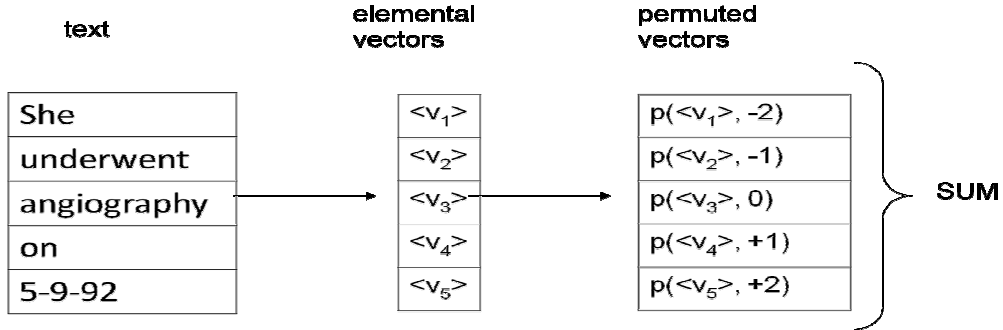 text
elemental
vectors
permuted
vectors
She
underwent
angiography
on
5-9-92
<v₁>
<v₂>
<v₃>
<v₄>
<v₅>
p(<v₁>, -2)
p(<v₂>, -1)
p(<v₃>, 0)
p(<v₄>, +1)
p(<v₅>, +2)
SUM